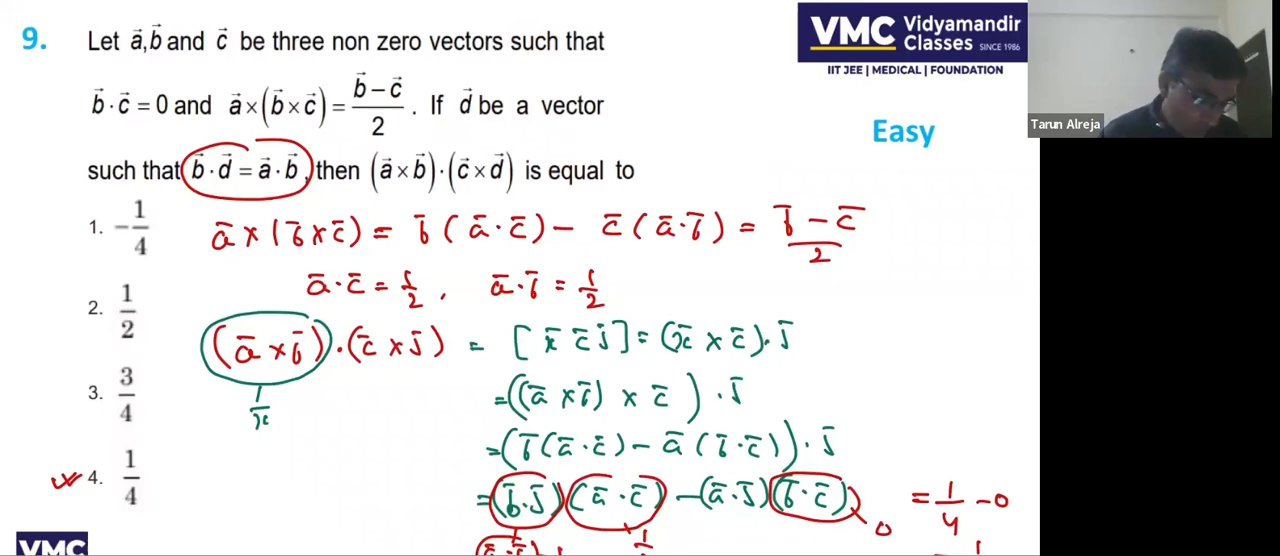 9. Let a⃗, b⃗ and c⃗ be three non zero vectors such that
b⃗ · c⃗ = 0 and a⃗ × (b⃗ × c⃗) = (b⃗ − c⃗)/2 . If d⃗ be a vector
such that b⃗ · d⃗ = a⃗ · b⃗, then (a⃗ × b⃗) · (c⃗ × d⃗) is equal to
VMC Vidyamandir Classes SINCE 1986
IIT JEE | MEDICAL | FOUNDATION
Easy
Tarun Alreja
1. −1/4
2. 1/2
3. 3/4
4. 1/4
a̅ × (b̅ × c̅) = b̅ (a̅ · c̅) − c̅ (a̅ · b̅) = (b̅ − c̅)/2
a̅ · c̅ = 1/2 , a̅ · b̅ = 1/2
(a̅ × b̅) · (c̅ × d̅) = [x̅ c̅ d̅] = (x̅ × c̅) · d̅
x̅
= ((a̅ × b̅) × c̅) · d̅
= (b̅ (a̅ · c̅) − a̅ (b̅ · c̅)) · d̅
= (b̅ · d̅) (a̅ · c̅) − (a̅ · d̅) (b̅ · c̅) = 1/4 − 0
0
VMC